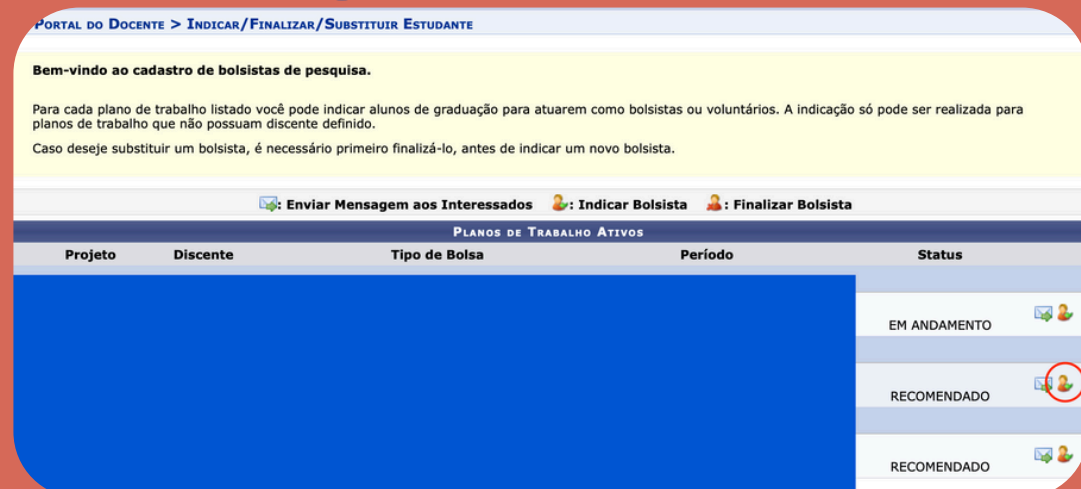 PORTAL DO DOCENTE > INDICAR/FINALIZAR/SUBSTITUIR ESTUDANTE
Bem-vindo ao cadastro de bolsistas de pesquisa.
Para cada plano de trabalho listado você pode indicar alunos de graduação para atuarem como bolsistas ou voluntários. A indicação só pode ser realizada para
planos de trabalho que não possuam discente definido.
Caso deseje substituir um bolsista, é necessário primeiro finalizá-lo, antes de indicar um novo bolsista.
: Enviar Mensagem aos Interessados : Indicar Bolsista : Finalizar Bolsista
PLANOS DE TRABALHO ATIVOS
Projeto Discente Tipo de Bolsa Período Status
EM ANDAMENTO
RECOMENDADO
RECOMENDADO